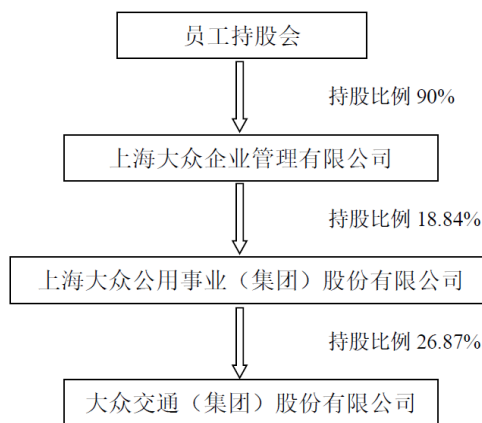 员工持股会
持股比例 90%
上海大众企业管理有限公司
持股比例 18.84%
上海大众公用事业（集团）股份有限公司
持股比例 26.87%
大众交通（集团）股份有限公司